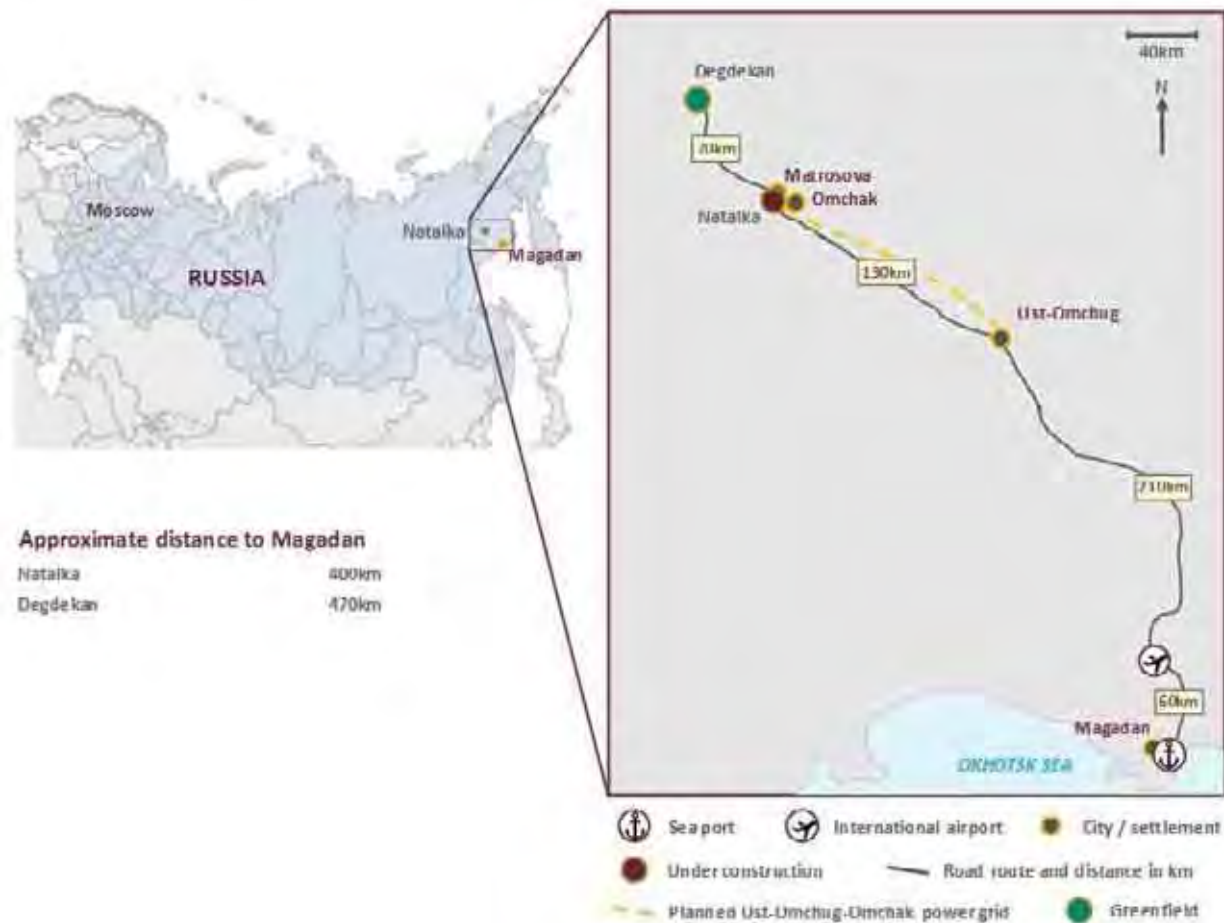 Moscow
RUSSIA
Natalka
Magadan
Approximate distance to Magadan
Natalka 400km
Degdekan 470km
40km
N
Degdekan
70km
Matrosova
Omchak
Natalka
130km
Ust-Omchug
210km
60km
Magadan
OKHOTSK SEA
Sea port
International airport
City / settlement
Under construction
Road route and distance in km
Planned Ust-Omchug-Omchak power grid
Greenfield